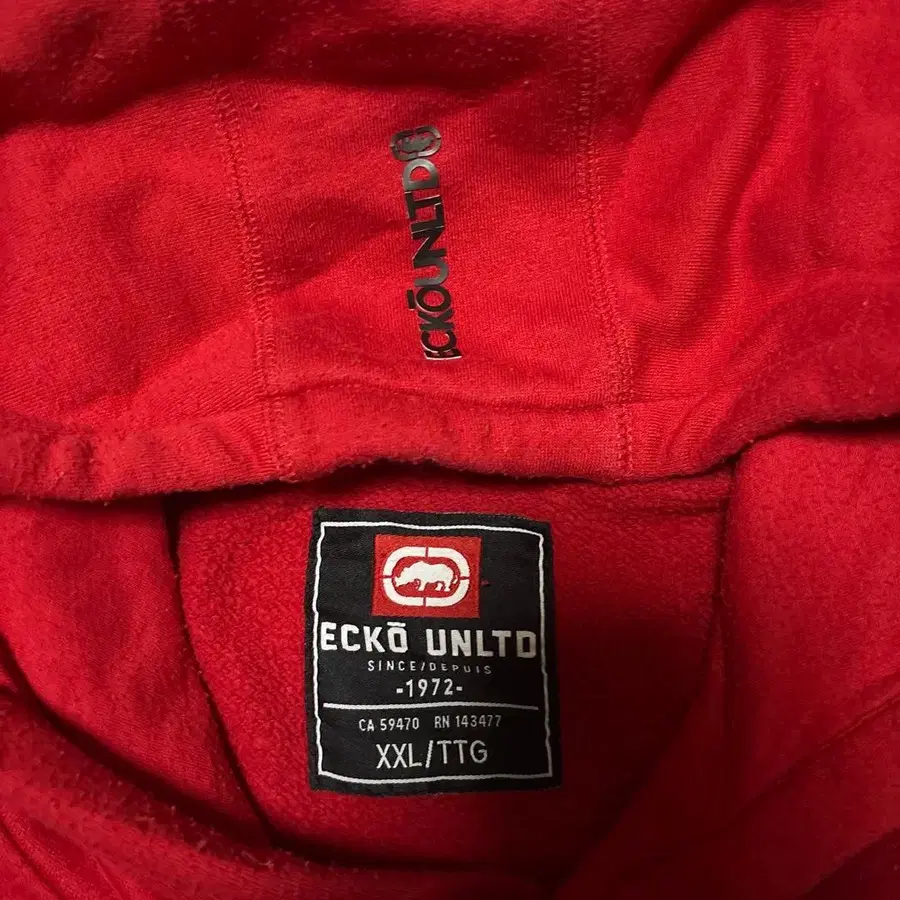 ECKŌUNLTD
ECKŌ UNLTD
SINCE/DEPUIS
-1972-
CA 59470 RN 143477
XXL/TTG